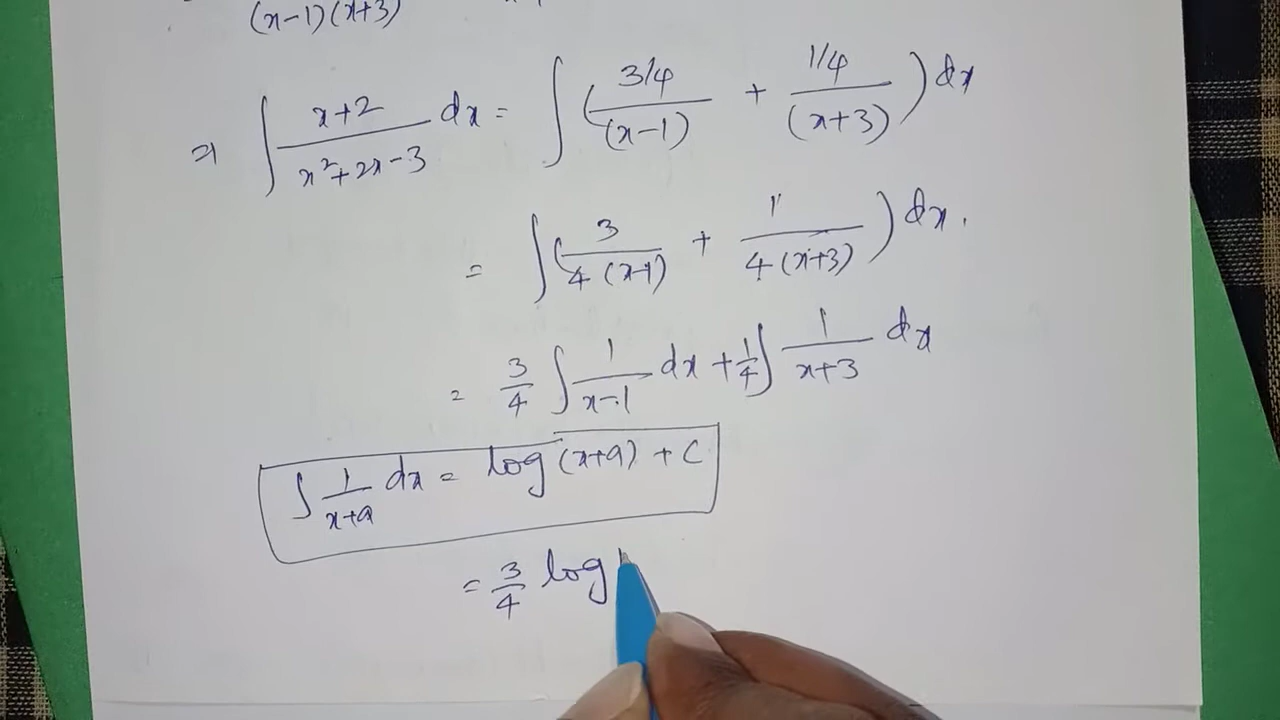 (x-1)(x+3)
⇒ ∫ x+2 / x²+2x-3 dx = ∫ ( 3/4 / (x-1) + 1/4 / (x+3) ) dx
= ∫ ( 3 / 4(x-1) + 1 / 4(x+3) ) dx.
= 3/4 ∫ 1 / x-1 dx + 1/4 ∫ 1 / x+3 dx
∫ 1 / x+a dx = log (x+a) + C
= 3/4 log